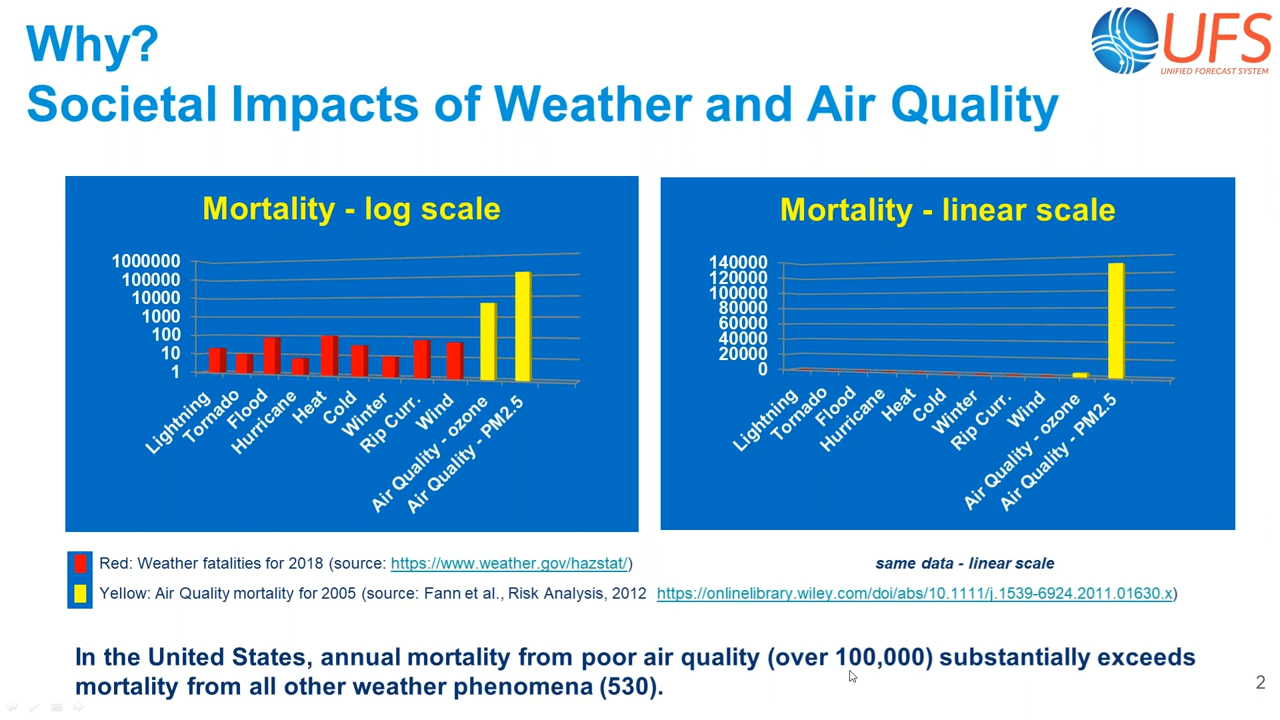 Why?
Societal Impacts of Weather and Air Quality
UFS
UNIFIED FORECAST SYSTEM
Mortality - log scale
1000000
100000
10000
1000
100
10
1
Lightning
Tornado
Flood
Hurricane
Heat
Cold
Winter
Rip Curr.
Wind
Air Quality - ozone
Air Quality - PM2.5
Mortality - linear scale
140000
120000
100000
80000
60000
40000
20000
0
Lightning
Tornado
Flood
Hurricane
Heat
Cold
Winter
Rip Curr.
Wind
Air Quality - ozone
Air Quality - PM2.5
Red: Weather fatalities for 2018 (source: https://www.weather.gov/hazstat/)
same data - linear scale
Yellow: Air Quality mortality for 2005 (source: Fann et al., Risk Analysis, 2012 https://onlinelibrary.wiley.com/doi/abs/10.1111/j.1539-6924.2011.01630.x)
In the United States, annual mortality from poor air quality (over 100,000) substantially exceeds
mortality from all other weather phenomena (530).
2